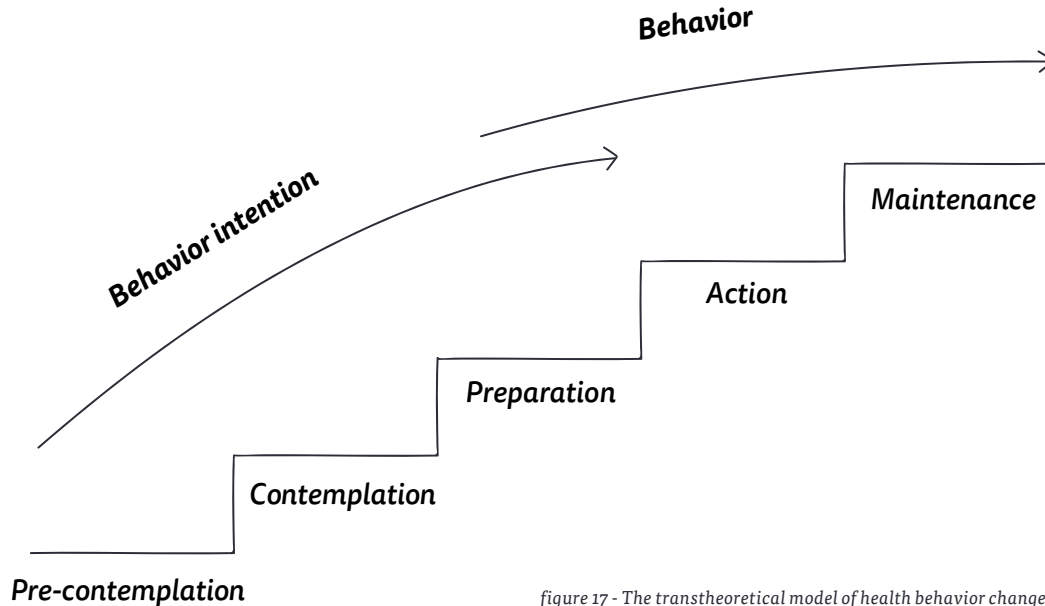 Behavior
Behavior intention
Maintenance
Action
Preparation
Contemplation
Pre-contemplation
figure 17 - The transtheoretical model of health behavior change